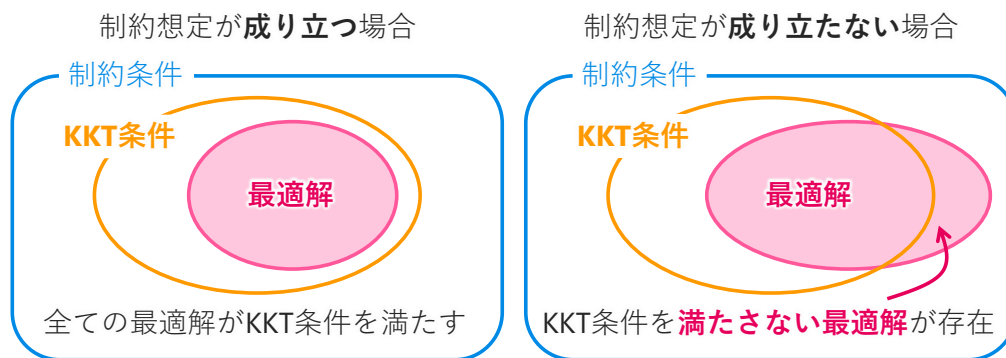 制約想定が成り立つ場合
制約条件
KKT条件
最適解
全ての最適解がKKT条件を満たす
制約想定が成り立たない場合
制約条件
KKT条件
最適解
KKT条件を満たさない最適解が存在